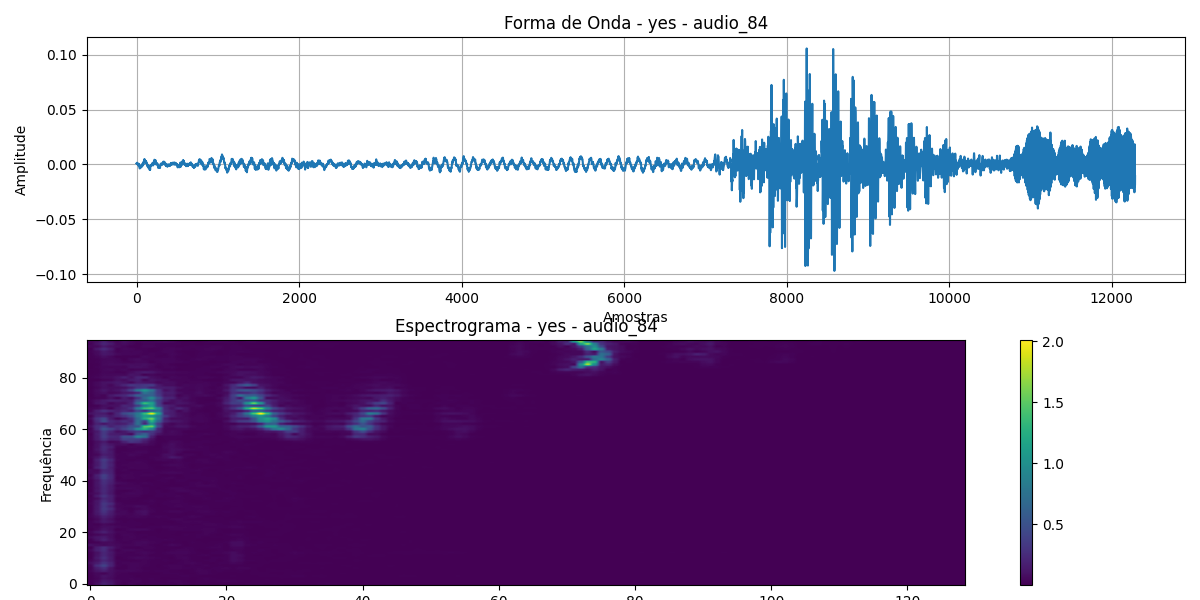 Forma de Onda - yes - audio_84
0.10
0.05
0.00
−0.05
−0.10
Amplitude
0 2000 4000 6000 8000 10000 12000
Amostras
Espectrograma - yes - audio_84
80
60
40
20
0
Frequência
2.0
1.5
1.0
0.5
0 20 40 60 80 100 120